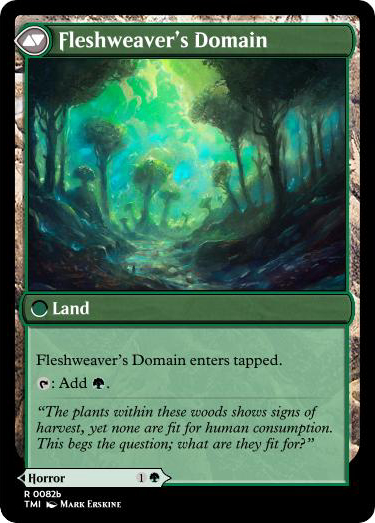 Fleshweaver's Domain
Land
Fleshweaver's Domain enters tapped.
: Add .
"The plants within these woods shows signs of
harvest, yet none are fit for human consumption.
This begs the question; what are they fit for?"
Horror 1
R 0082b
TMI Mark Erskine